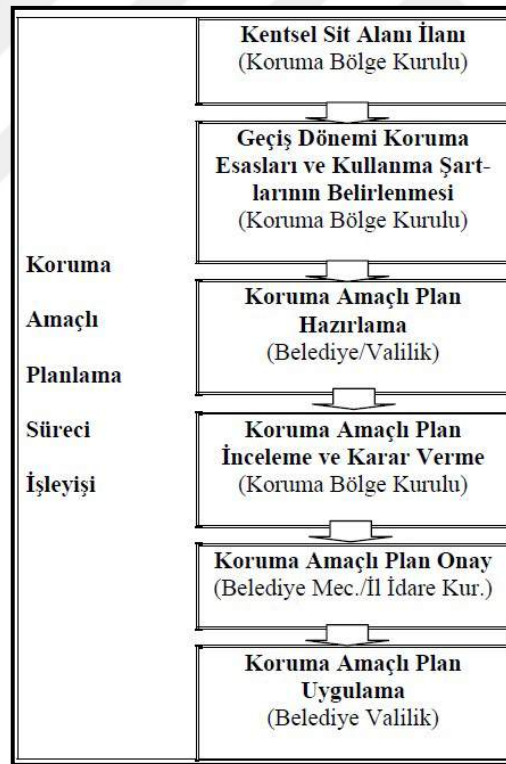 Koruma
Amaçlı
Planlama
Süreci
İşleyişi
Kentsel Sit Alanı İlanı
(Koruma Bölge Kurulu)
Geçiş Dönemi Koruma
Esasları ve Kullanma Şart-
larının Belirlenmesi
(Koruma Bölge Kurulu)
Koruma Amaçlı Plan
Hazırlama
(Belediye/Valilik)
Koruma Amaçlı Plan
İnceleme ve Karar Verme
(Koruma Bölge Kurulu)
Koruma Amaçlı Plan Onay
(Belediye Mec./İl İdare Kur.)
Koruma Amaçlı Plan
Uygulama
(Belediye Valilik)